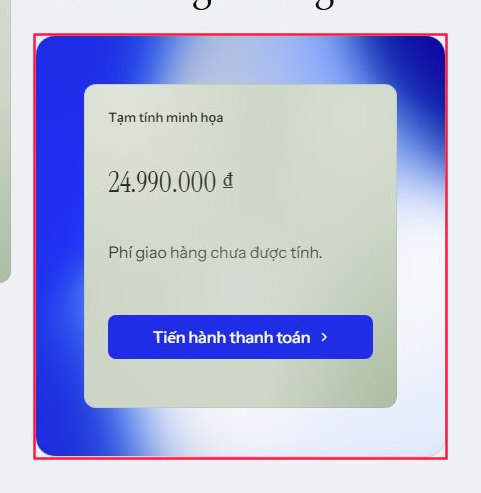 Tạm tính minh họa
24.990.000 ₫
Phí giao hàng chưa được tính.
Tiến hành thanh toán